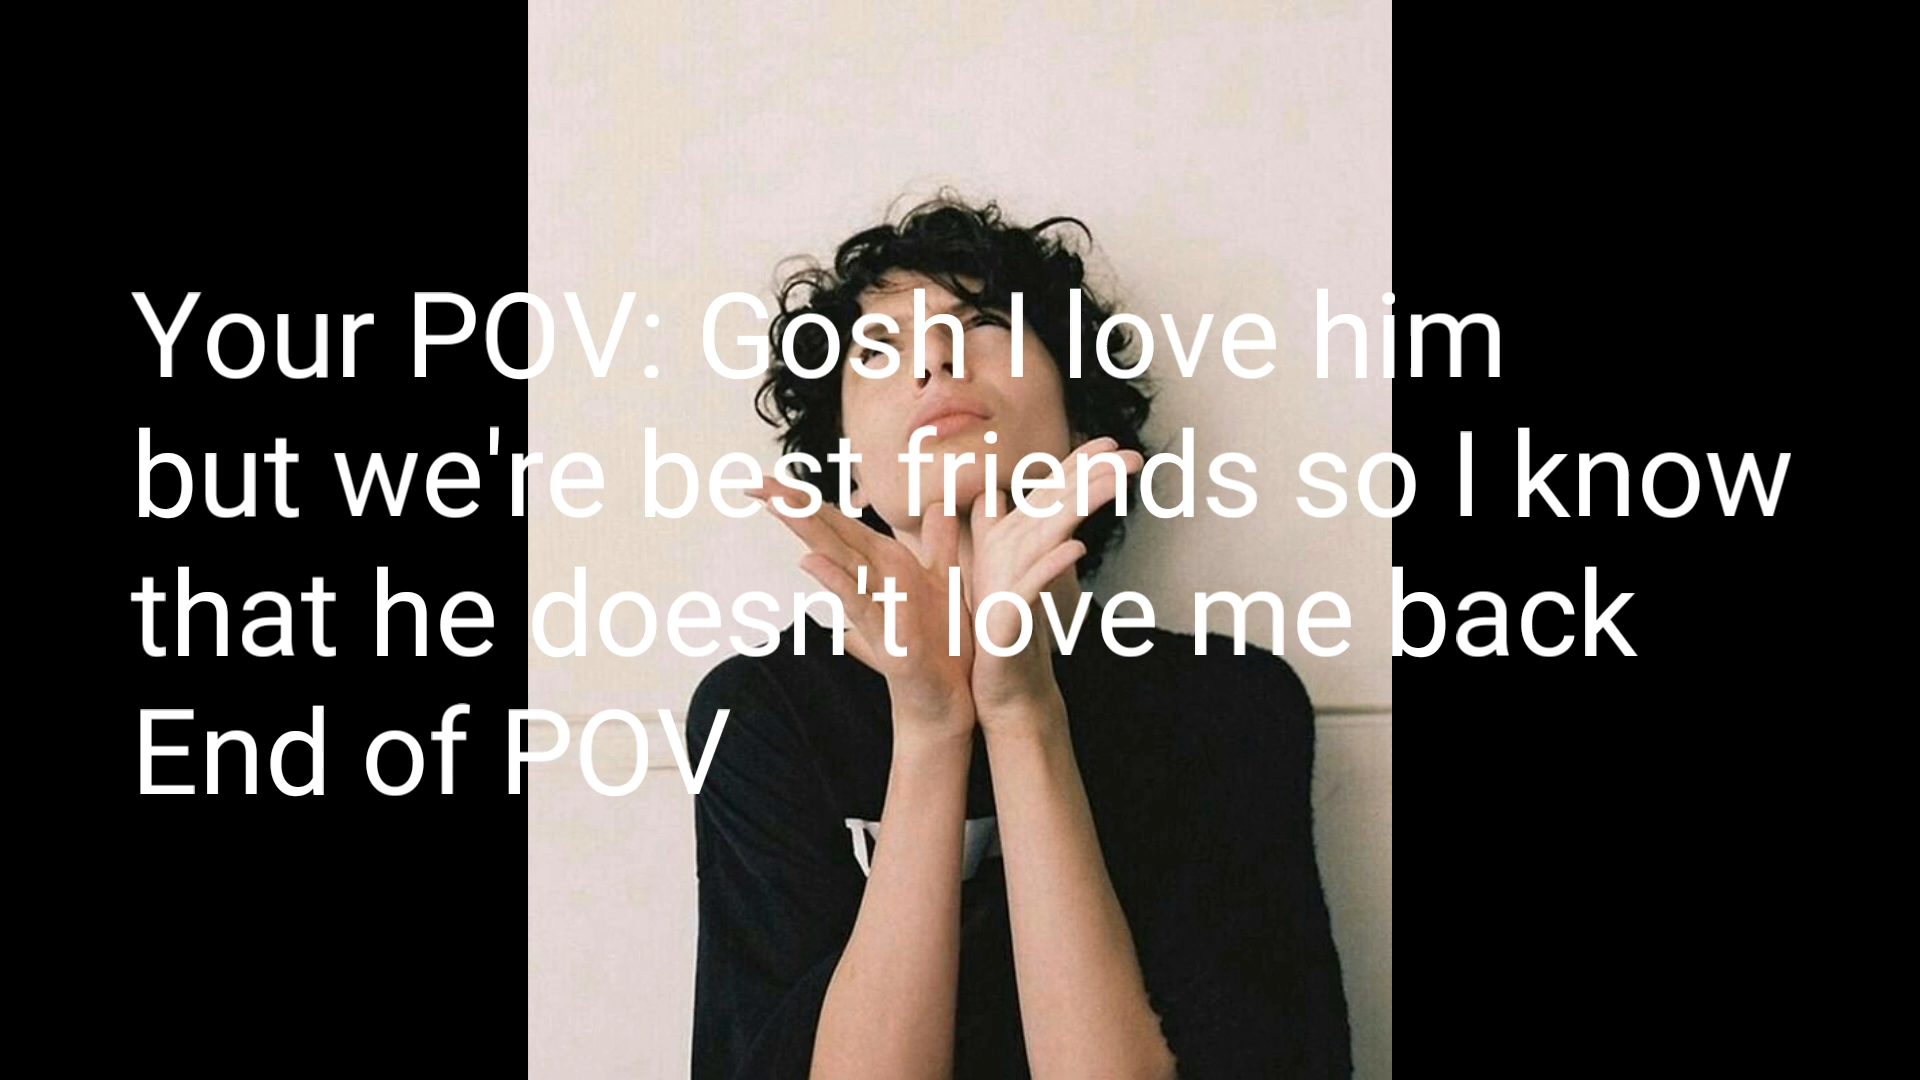 Your POV: Gosh I love him
but we're best friends so I know
that he doesn't love me back
End of POV